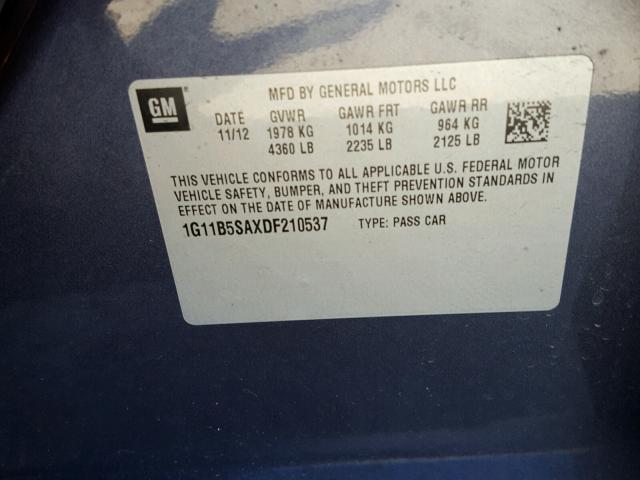 GM
MFD BY GENERAL MOTORS LLC
DATE GVWR GAWR FRT GAWR RR
11/12 1978 KG 1014 KG 964 KG
4360 LB 2235 LB 2125 LB
THIS VEHICLE CONFORMS TO ALL APPLICABLE U.S. FEDERAL MOTOR
VEHICLE SAFETY, BUMPER, AND THEFT PREVENTION STANDARDS IN
EFFECT ON THE DATE OF MANUFACTURE SHOWN ABOVE.
1G11B5SAXDF210537 TYPE: PASS CAR